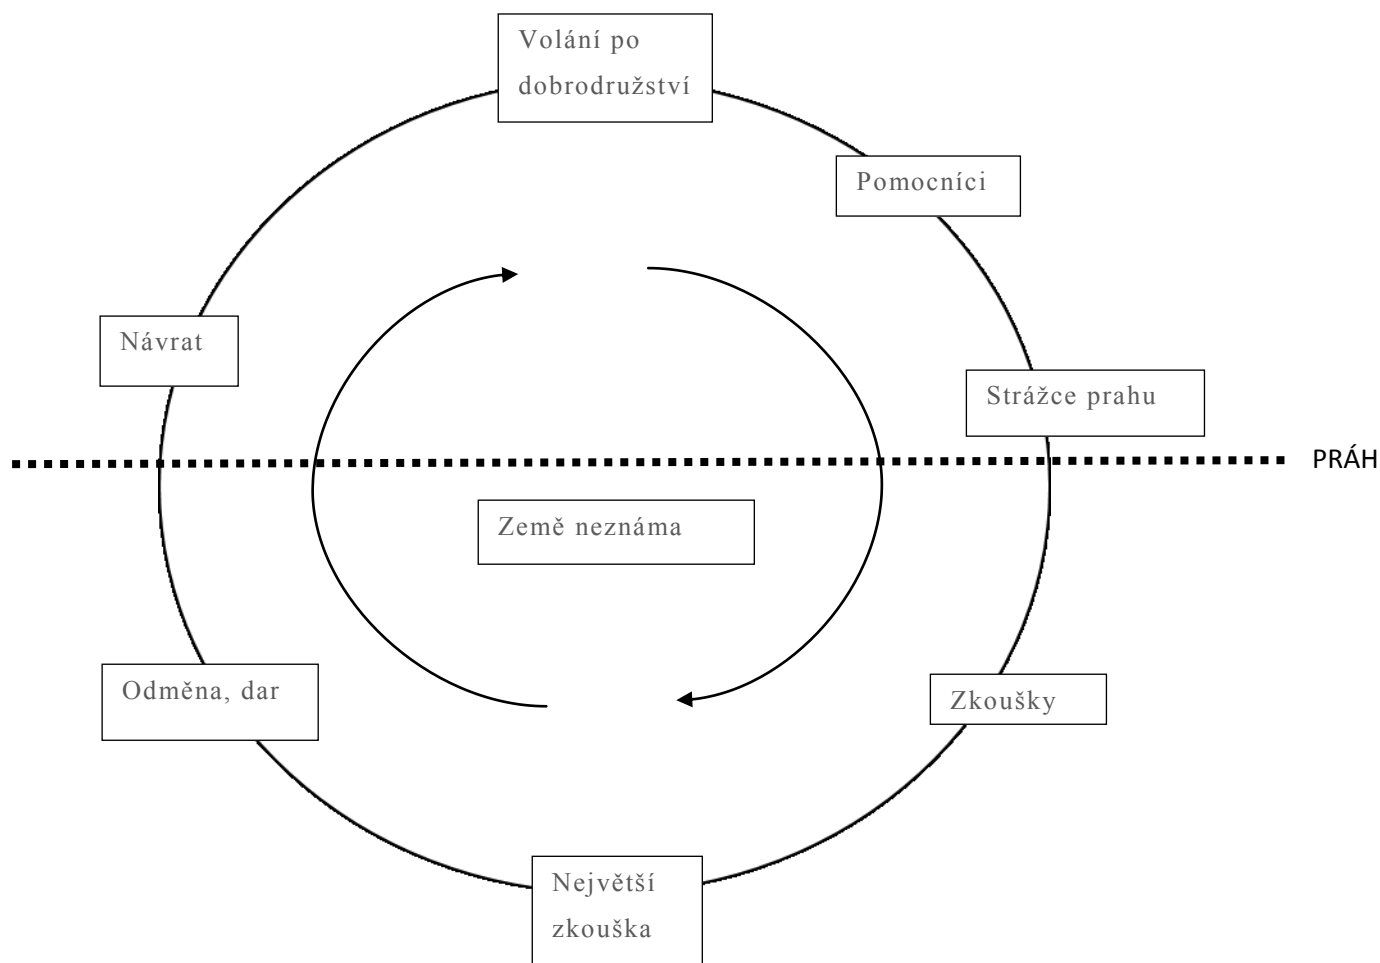 Volání po
dobrodružství
Pomocníci
Návrat
Strážce prahu
PRÁH
Země neznáma
Odměna, dar
Zkoušky
Největší
zkouška